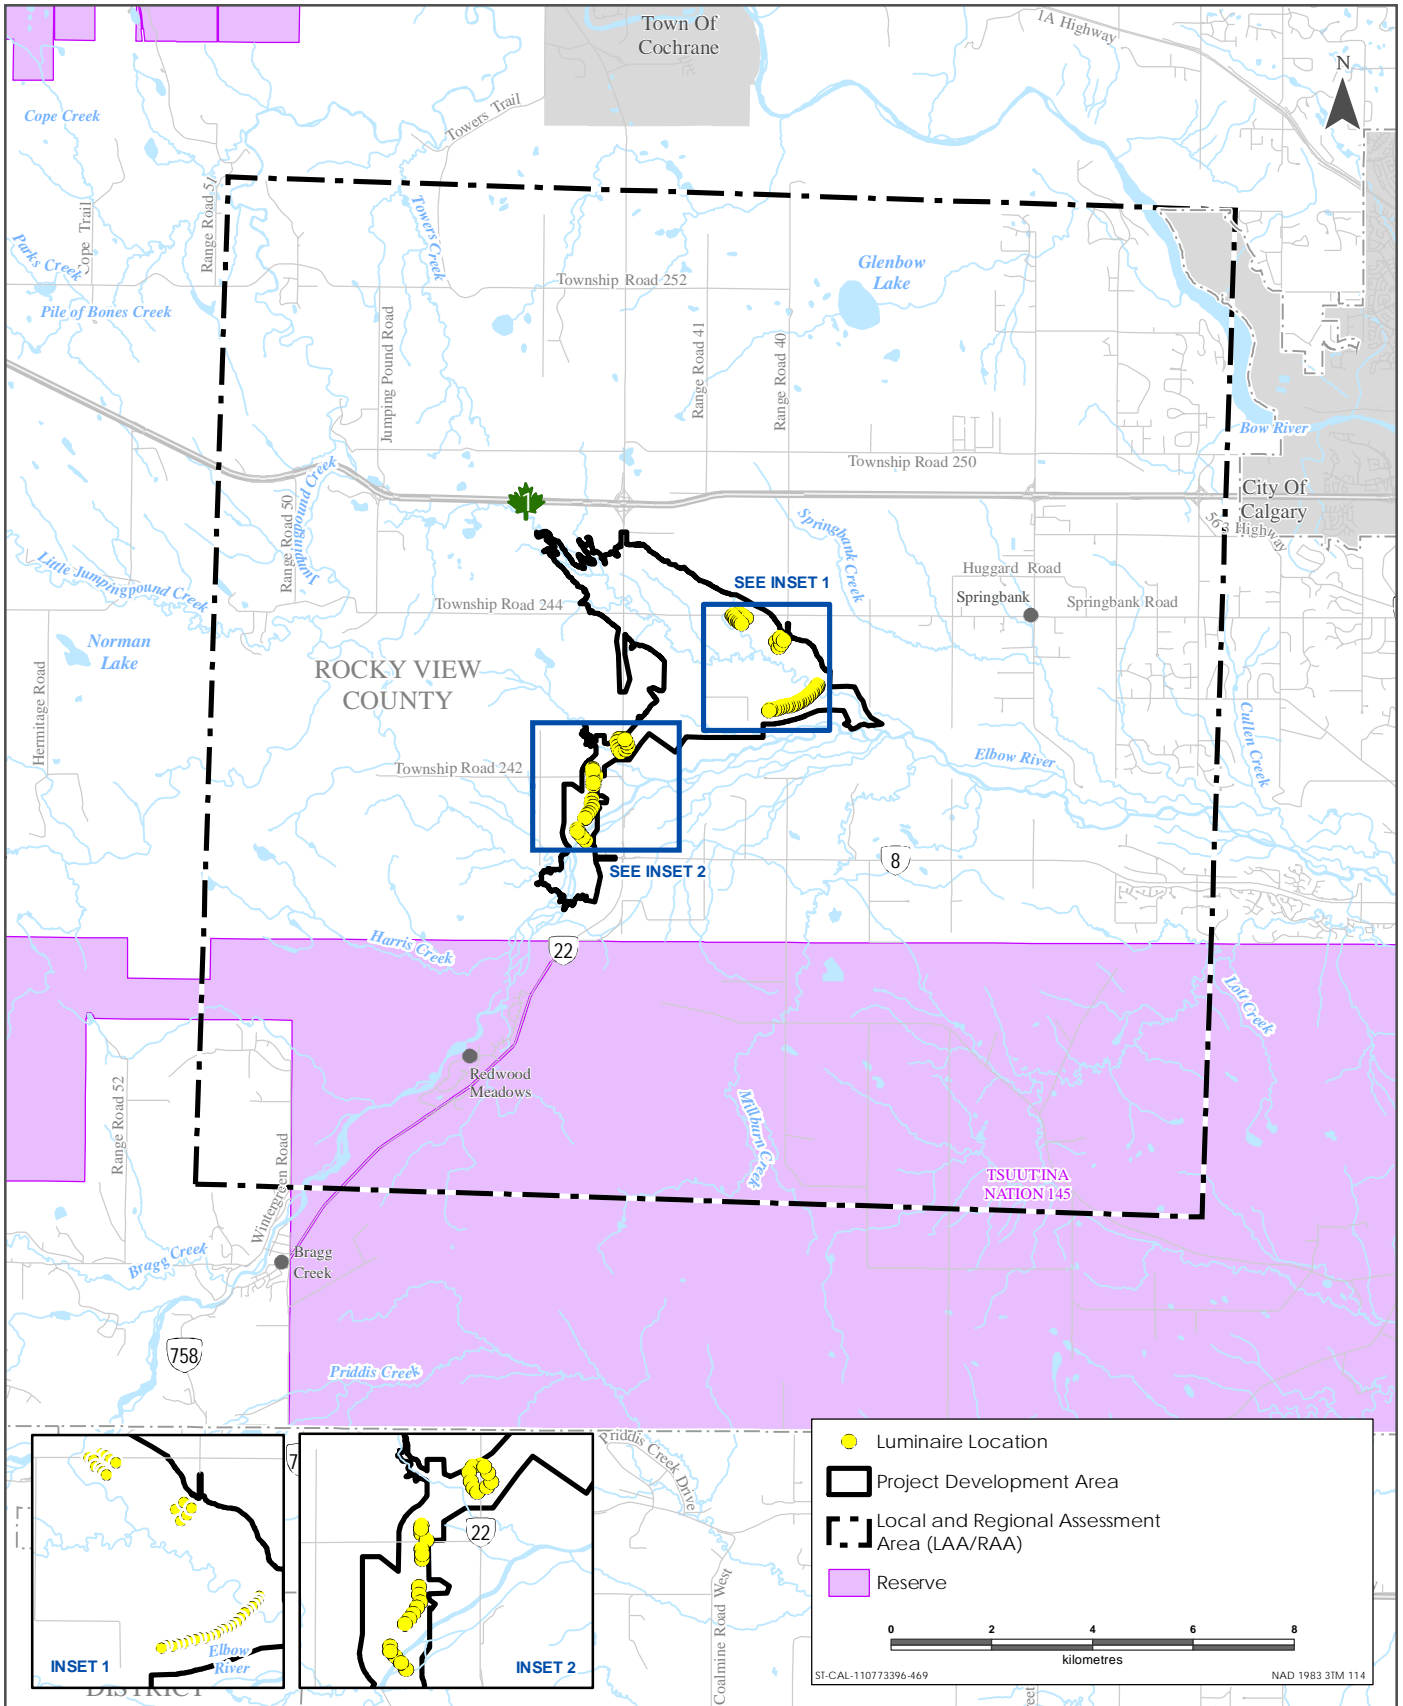 Town Of
Cochrane
1A Highway
N
Cope Creek
Towers Trail
Range Road 51
Cope Trail
Towers Creek
Parks Creek
Glenbow
Lake
Township Road 252
Pile of Bones Creek
Jumping Pound Road
Range Road 41
Range Road 40
Bow River
Township Road 250
Jumpingpound Creek
Range Road 50
City Of
Calgary
1
563 Highway
Springbank Creek
Little Jumpingpound Creek
Huggard Road
SEE INSET 1
Springbank
Springbank Road
Township Road 244
Norman
Lake
ROCKY VIEW
COUNTY
Hermitage Road
Cullen Creek
Elbow River
Township Road 242
8
SEE INSET 2
Harris Creek
22
Lott Creek
Redwood
Meadows
Range Road 52
Millburn Creek
TSUUT'INA
NATION 145
Wintergreen Road
Bragg Creek
Bragg
Creek
758
Priddis Creek
Priddis Creek Drive
7
22
Coalmine Road West
Elbow
River
INSET 1
INSET 2
DISTRICT
Luminaire Location
Project Development Area
Local and Regional Assessment
Area (LAA/RAA)
Reserve
0 2 4 6 8
kilometres
ST-CAL-110773396-469
NAD 1983 3TM 114